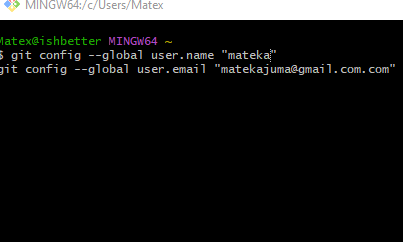 MINGW64:/c/Users/Matex
Matex@ishbetter MINGW64 ~
$ git config --global user.name "mateka"
git config --global user.email "matekajuma@gmail.com.com"